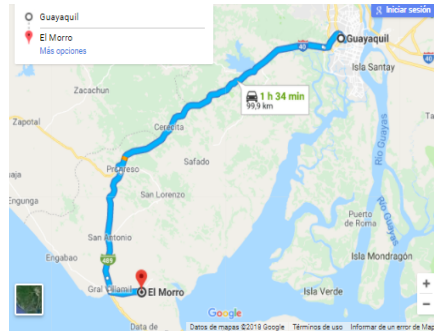 Guayaquil
El Morro
Más opciones
Iniciar sesión
40
Guayaquil
Isla Santay
40
Zacachun
1 h 34 min
99,9 km
Zapotal
Cerecita
Río Guayas
Safado
Progreso
San Lorenzo
Engunga
Puerto
de Roma
San Antonio
Engabao
489
Isla Mondragón
Gral Villamil
El Morro
Isla Verde
Google
Data de
Datos de mapas ©2018 Google
Términos de uso
Informar de un error de Map